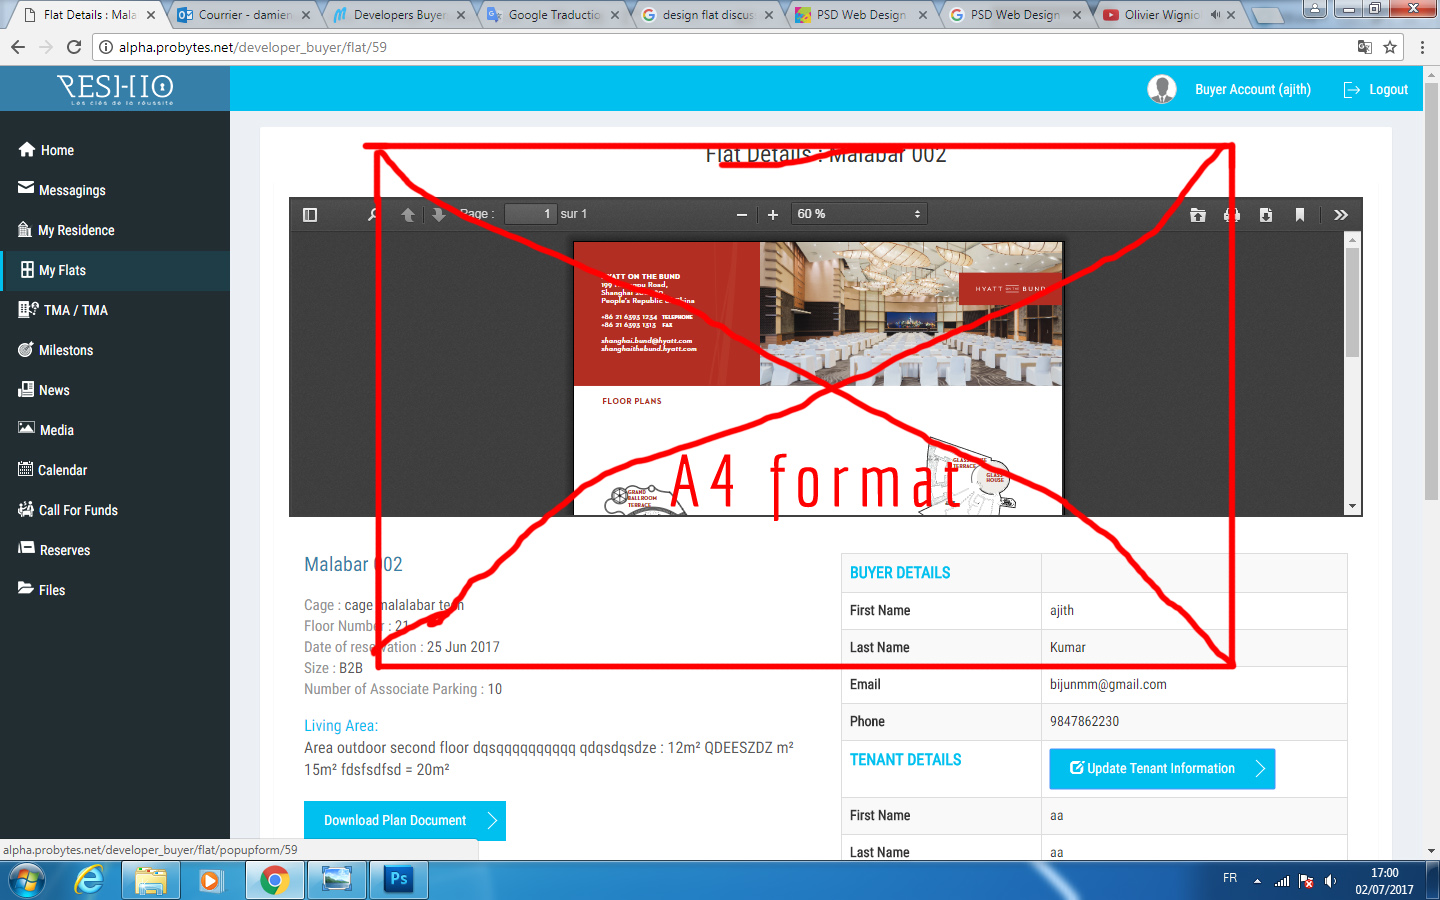 Flat Details : Mala
Courrier - damien
Developers Buyer
Google Traduction
design flat discus
PSD Web Design
PSD Web Design
Olivier Wignio
alpha.probytes.net/developer_buyer/flat/59
RESHIO
Les clés de la réussite
Buyer Account (ajith)
Logout
Home
Messagings
My Residence
My Flats
TMA / TMA
Milestons
News
Media
Calendar
Call For Funds
Reserves
Files
Flat Details : Malabar 002
Page : 1 sur 1
60 %
HYATT ON THE BUND
199 Road,
Shanghai
People's Republic China
+86 21 6393 1234 TELEPHONE
+86 21 6393 1313 FAX
shanghai.bund@hyatt.com
shanghaithebund.hyatt.com
HYATT ON THE BUND
FLOOR PLANS
GRAND
BALLROOM
TERRACE
TERRACE
GLASS
HOUSE
A4 format
Malabar 002
Cage : cage malalabar tech
Floor Number : 21
Date of reservation : 25 Jun 2017
Size : B2B
Number of Associate Parking : 10
Living Area:
Area outdoor second floor dqsqqqqqqqqqq qdqsdqsdze : 12m² QDEESZDZ m²
15m² fdsfsdfsd = 20m²
Download Plan Document
BUYER DETAILS
First Name ajith
Last Name Kumar
Email bijunmm@gmail.com
Phone 9847862230
TENANT DETAILS
Update Tenant Information
First Name aa
Last Name aa
alpha.probytes.net/developer_buyer/flat/popupform/59
Ps
FR
17:00
02/07/2017